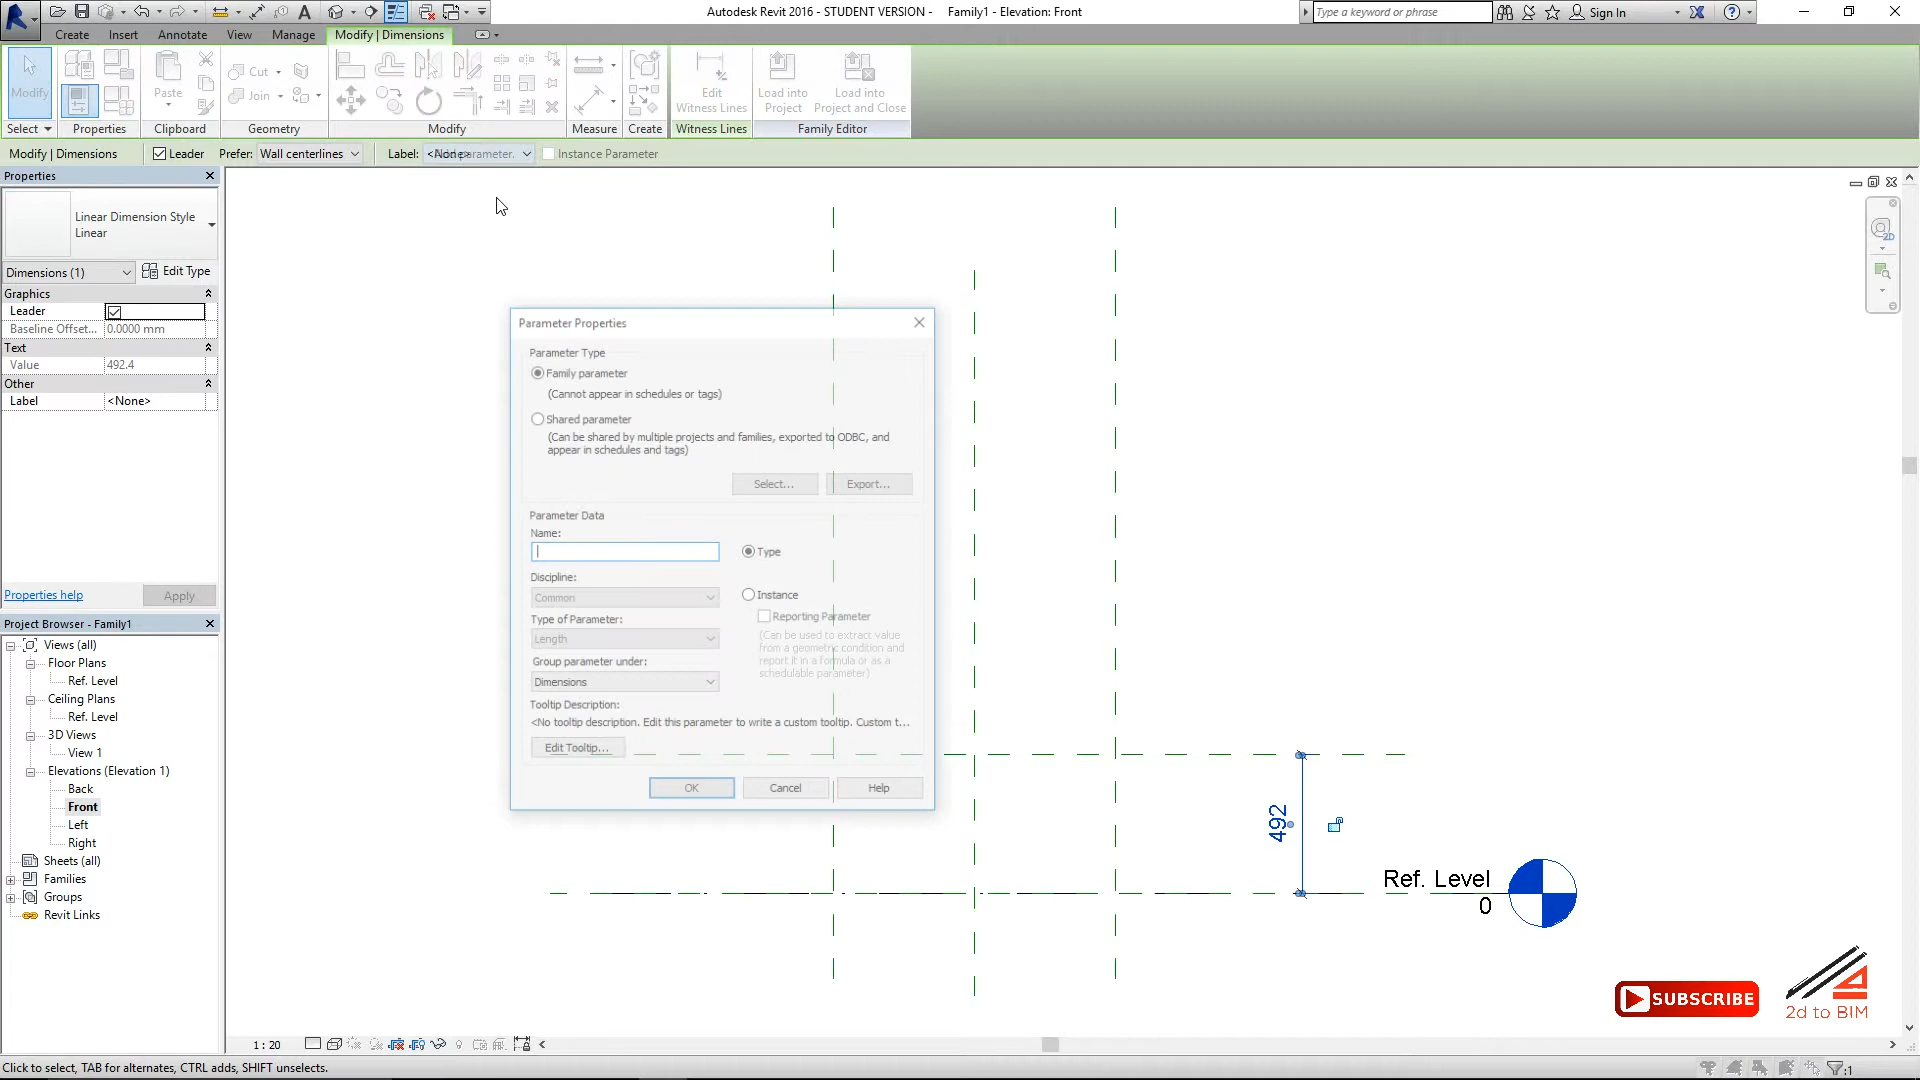 Autodesk Revit 2016 - STUDENT VERSION - Family1 - Elevation: Front
Type a keyword or phrase
Sign In
Create Insert Annotate View Manage Modify | Dimensions
Modify
Paste
Cut
Join
Edit
Witness Lines
Load into
Project
Load into
Project and Close
Select Properties Clipboard Geometry Modify Measure Create Witness Lines Family Editor
Modify | Dimensions Leader Prefer: Wall centerlines Label: Instance Parameter
Properties
Linear Dimension Style
Linear
Dimensions (1) Edit Type
Graphics
Leader
Baseline Offset... 0.0000 mm
Text
Value 492.4
Other
Label <None>
Properties help Apply
Project Browser - Family1
Views (all)
Floor Plans
Ref. Level
Ceiling Plans
Ref. Level
3D Views
View 1
Elevations (Elevation 1)
Back
Front
Left
Right
Sheets (all)
Families
Groups
Revit Links
Parameter Properties
Parameter Type
Family parameter
(Cannot appear in schedules or tags)
Shared parameter
(Can be shared by multiple projects and families, exported to ODBC, and
appear in schedules and tags)
Select... Export...
Parameter Data
Name:
Type
Discipline:
Common
Instance
Type of Parameter:
Reporting Parameter
Length
(Can be used to extract value
from a geometric condition and
report it in a formula or as a
schedulable parameter)
Group parameter under:
Dimensions
Tooltip Description:
<No tooltip description. Edit this parameter to write a custom tooltip. Custom t...
Edit Tooltip...
OK Cancel Help
492
Ref. Level
0
SUBSCRIBE
2d to BIM
1 : 20
Click to select, TAB for alternates, CTRL adds, SHIFT unselects.
:1